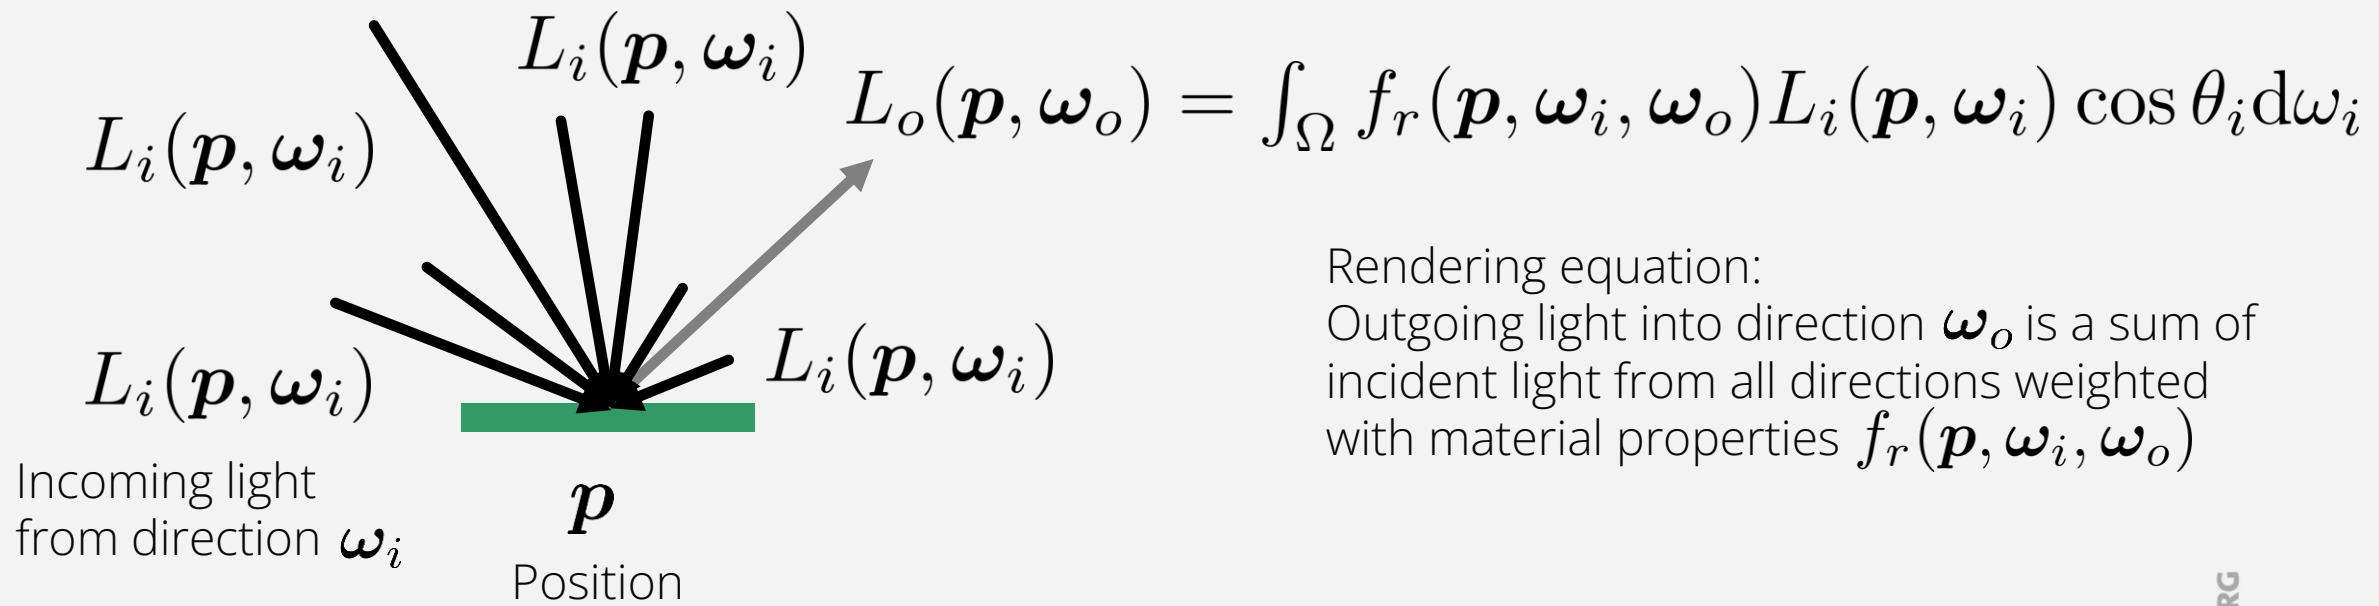 L_i(p, ω_i)
L_o(p, ω_o) = ∫_Ω f_r(p, ω_i, ω_o)L_i(p, ω_i) cos θ_i dω_i
L_i(p, ω_i)
L_i(p, ω_i)
L_i(p, ω_i)
Incoming light
from direction ω_i
p
Position
Rendering equation:
Outgoing light into direction ω_o is a sum of
incident light from all directions weighted
with material properties f_r(p, ω_i, ω_o)
RG